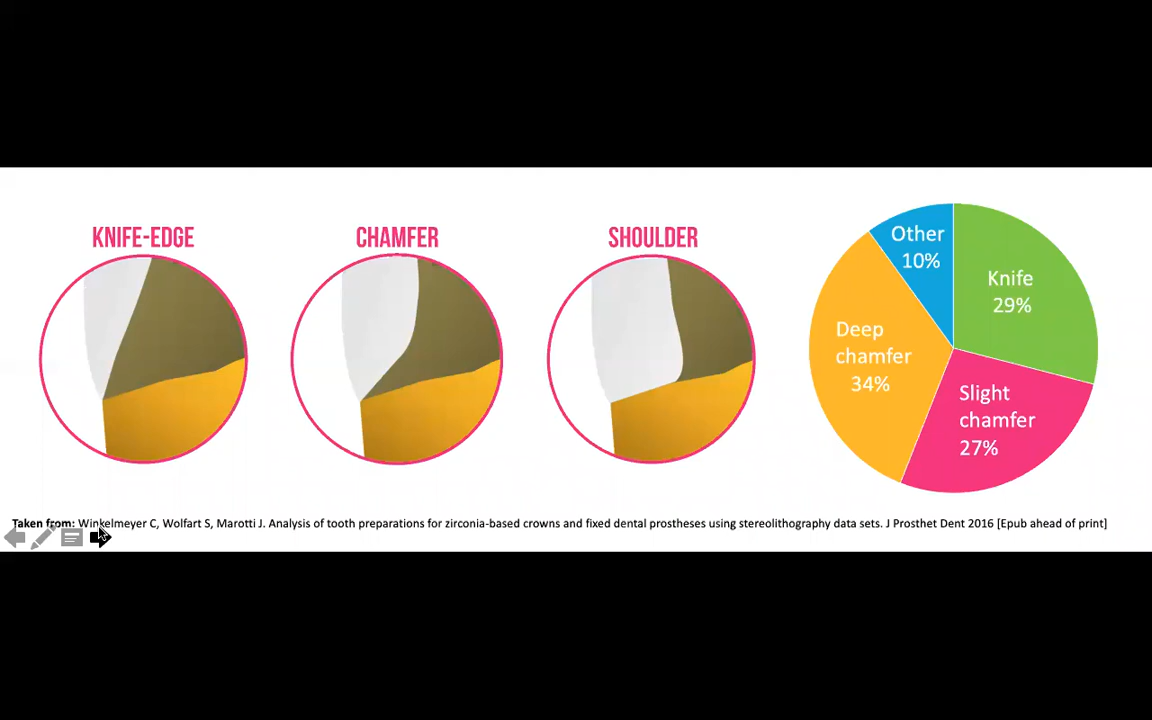 KNIFE-EDGE
CHAMFER
SHOULDER
Other
10%
Knife
29%
Deep
chamfer
34%
Slight
chamfer
27%
Taken from: Winkelmeyer C, Wolfart S, Marotti J. Analysis of tooth preparations for zirconia-based crowns and fixed dental prostheses using stereolithography data sets. J Prosthet Dent 2016 [Epub ahead of print]